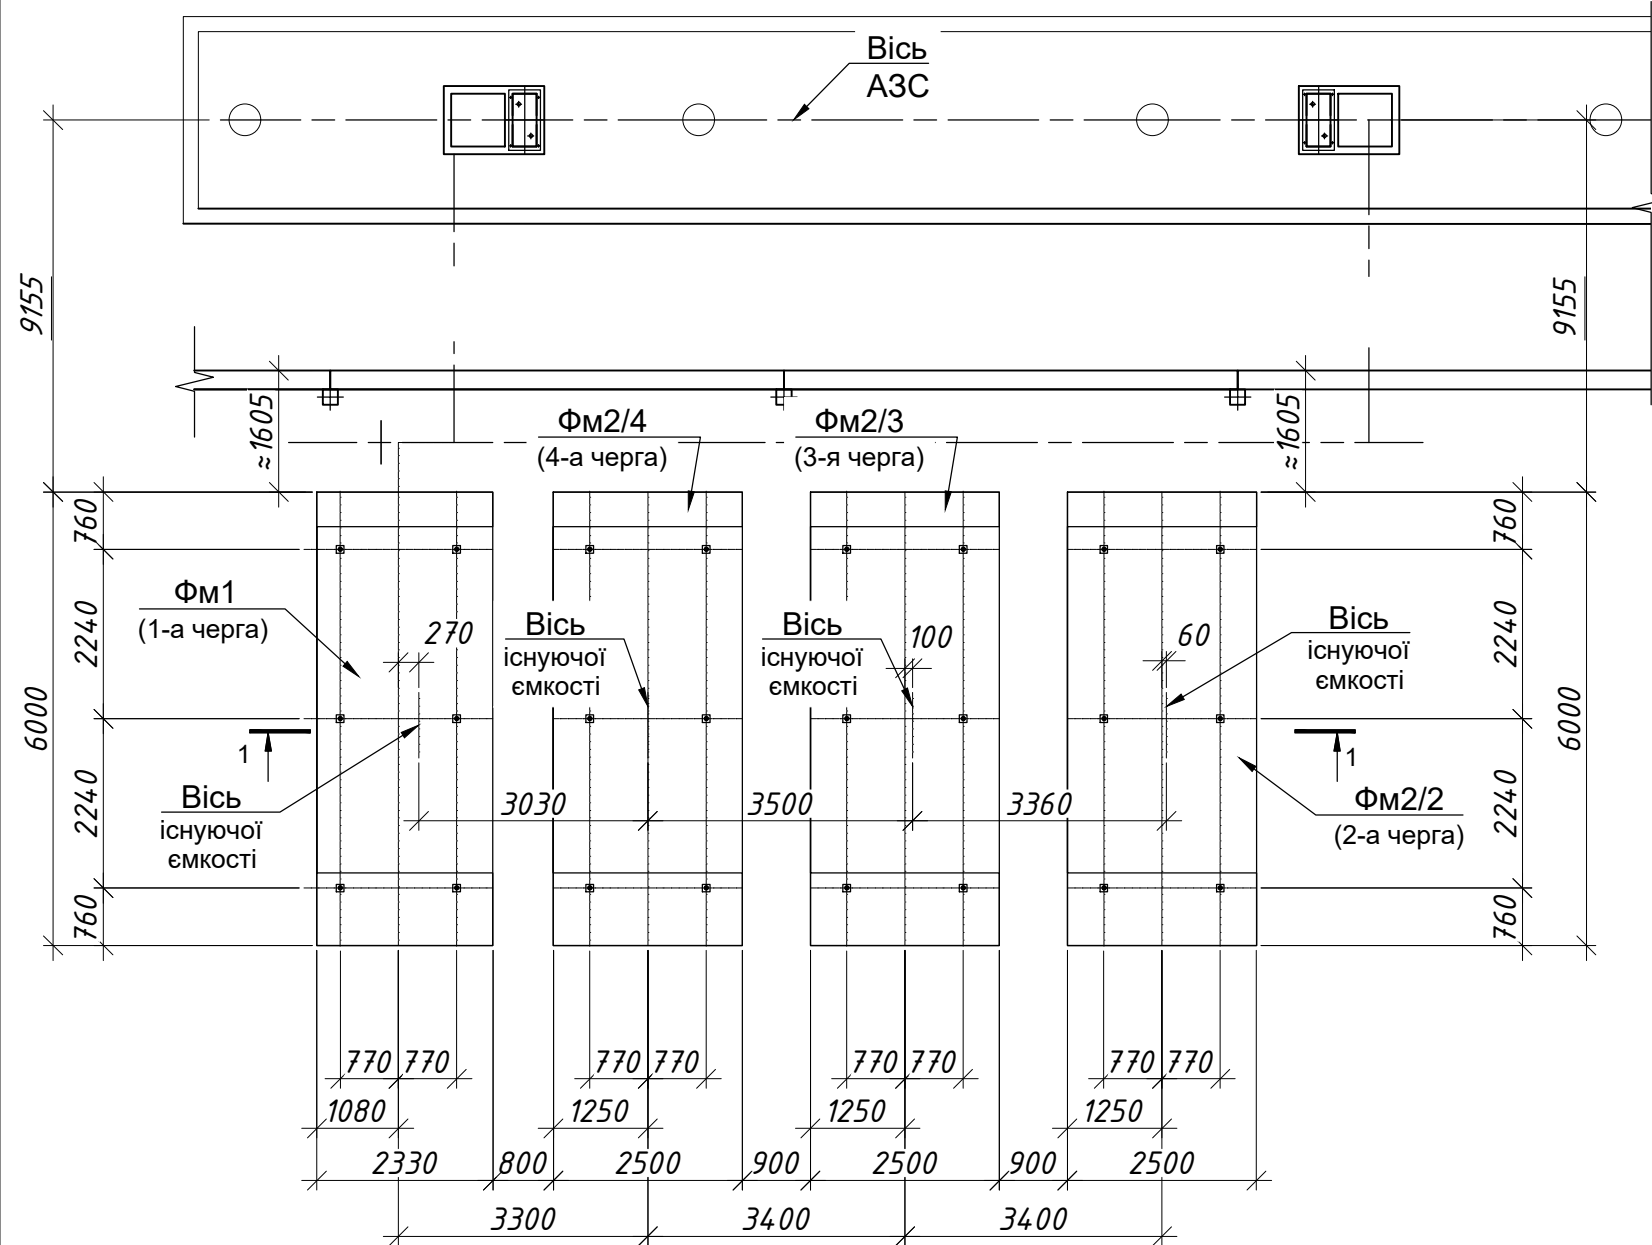 Вісь
АЗС
9155
9155
≈1605
≈1605
Фм2/4
(4-а черга)
Фм2/3
(3-я черга)
760
760
Фм1
(1-а черга)
2240
2240
270
Вісь
існуючої
ємкості
Вісь
існуючої
ємкості
100
60
Вісь
існуючої
ємкості
6000
6000
1
1
Вісь
існуючої
ємкості
2240
2240
3030
3500
3360
Фм2/2
(2-а черга)
760
760
770 770
770 770
770 770
770 770
1080
1250
1250
1250
2330 800 2500 900 2500 900 2500
3300 3400 3400